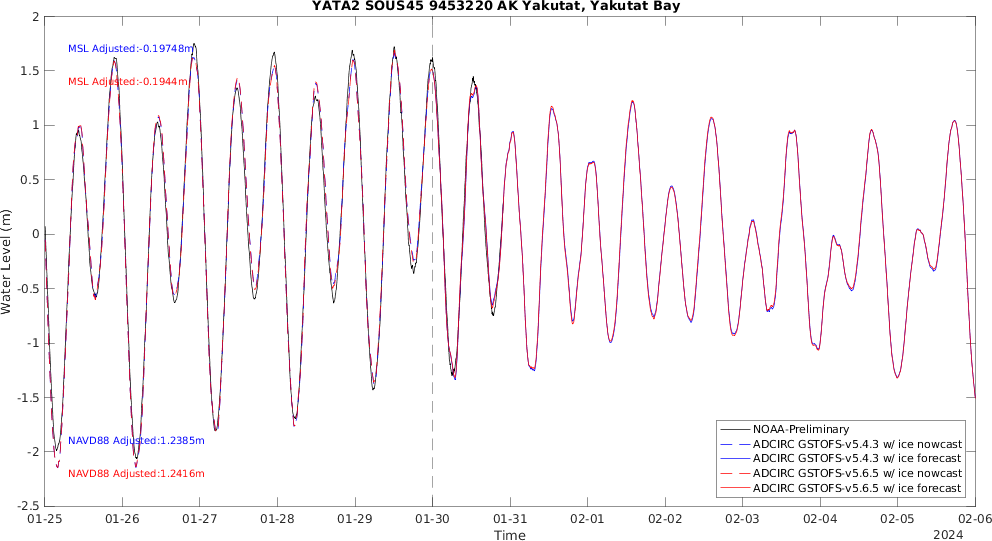 YATA2 SOUS45 9453220 AK Yakutat, Yakutat Bay
2
1.5
1
0.5
0
-0.5
-1
-1.5
-2
-2.5
Water Level (m)
MSL Adjusted:-0.19748m
MSL Adjusted:-0.1944m
NAVD88 Adjusted:1.2385m
NAVD88 Adjusted:1.2416m
NOAA-Preliminary
ADCIRC GSTOFS-v5.4.3 w/ ice nowcast
ADCIRC GSTOFS-v5.4.3 w/ ice forecast
ADCIRC GSTOFS-v5.6.5 w/ ice nowcast
ADCIRC GSTOFS-v5.6.5 w/ ice forecast
01-25 01-26 01-27 01-28 01-29 01-30 01-31 02-01 02-02 02-03 02-04 02-05 02-06
Time
2024